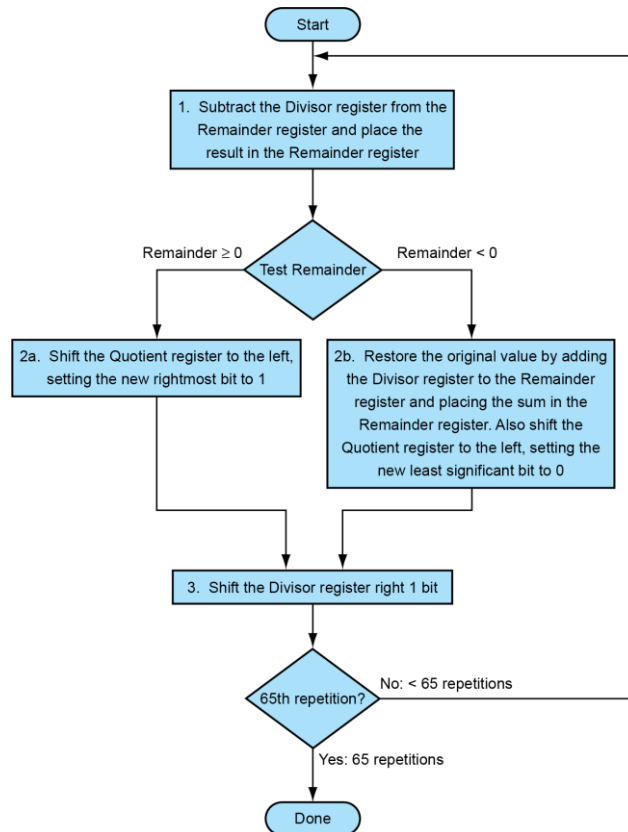 Start
1. Subtract the Divisor register from the
Remainder register and place the
result in the Remainder register
Remainder ≥ 0
Remainder < 0
Test Remainder
2a. Shift the Quotient register to the left,
setting the new rightmost bit to 1
2b. Restore the original value by adding
the Divisor register to the Remainder
register and placing the sum in the
Remainder register. Also shift the
Quotient register to the left, setting the
new least significant bit to 0
3. Shift the Divisor register right 1 bit
65th repetition?
No: < 65 repetitions
Yes: 65 repetitions
Done